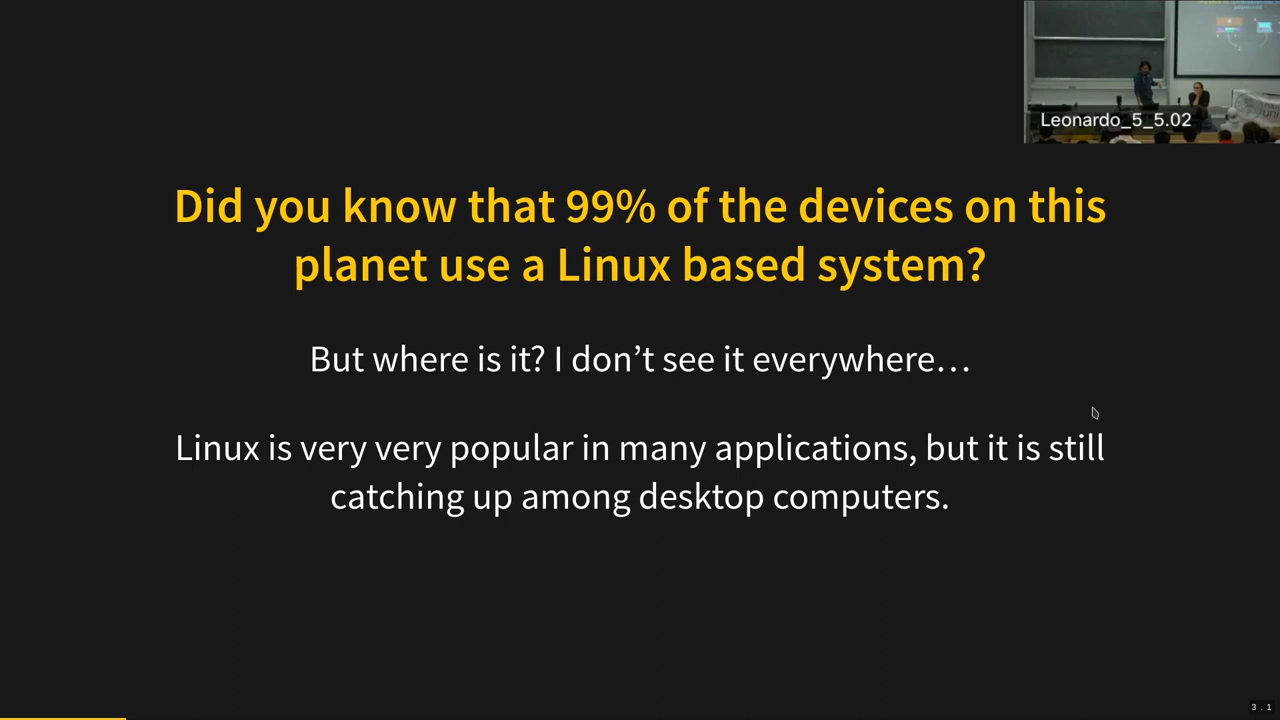 Leonardo_5_5.02
Did you know that 99% of the devices on this
planet use a Linux based system?
But where is it? I don’t see it everywhere…
Linux is very very popular in many applications, but it is still
catching up among desktop computers.
3.1